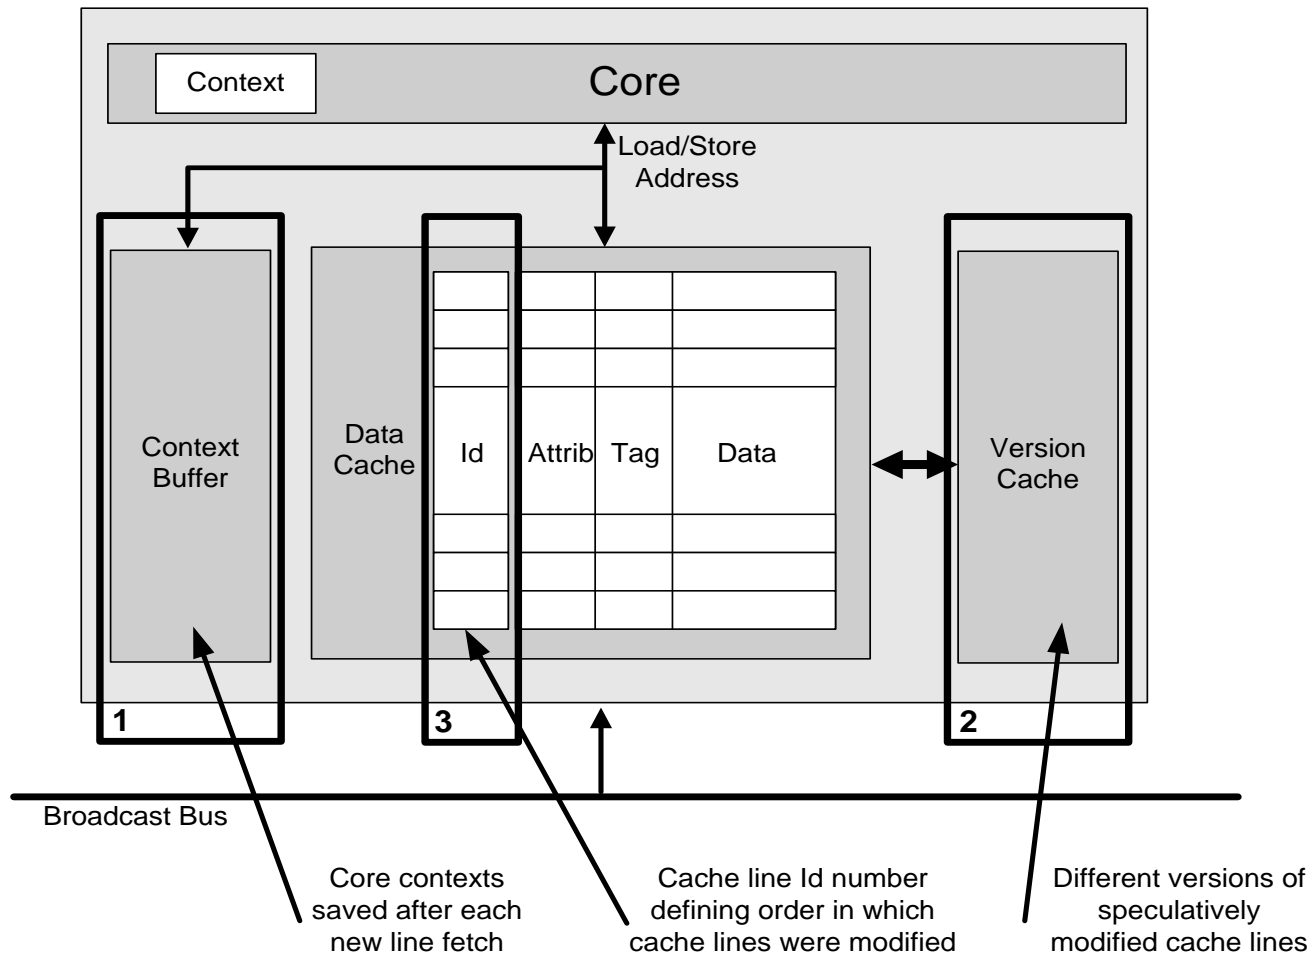 Context
Core
Load/Store
Address
Context
Buffer
Data
Cache
Id
Attrib
Tag
Data
Version
Cache
1
3
2
Broadcast Bus
Core contexts
saved after each
new line fetch
Cache line Id number
defining order in which
cache lines were modified
Different versions of
speculatively
modified cache lines